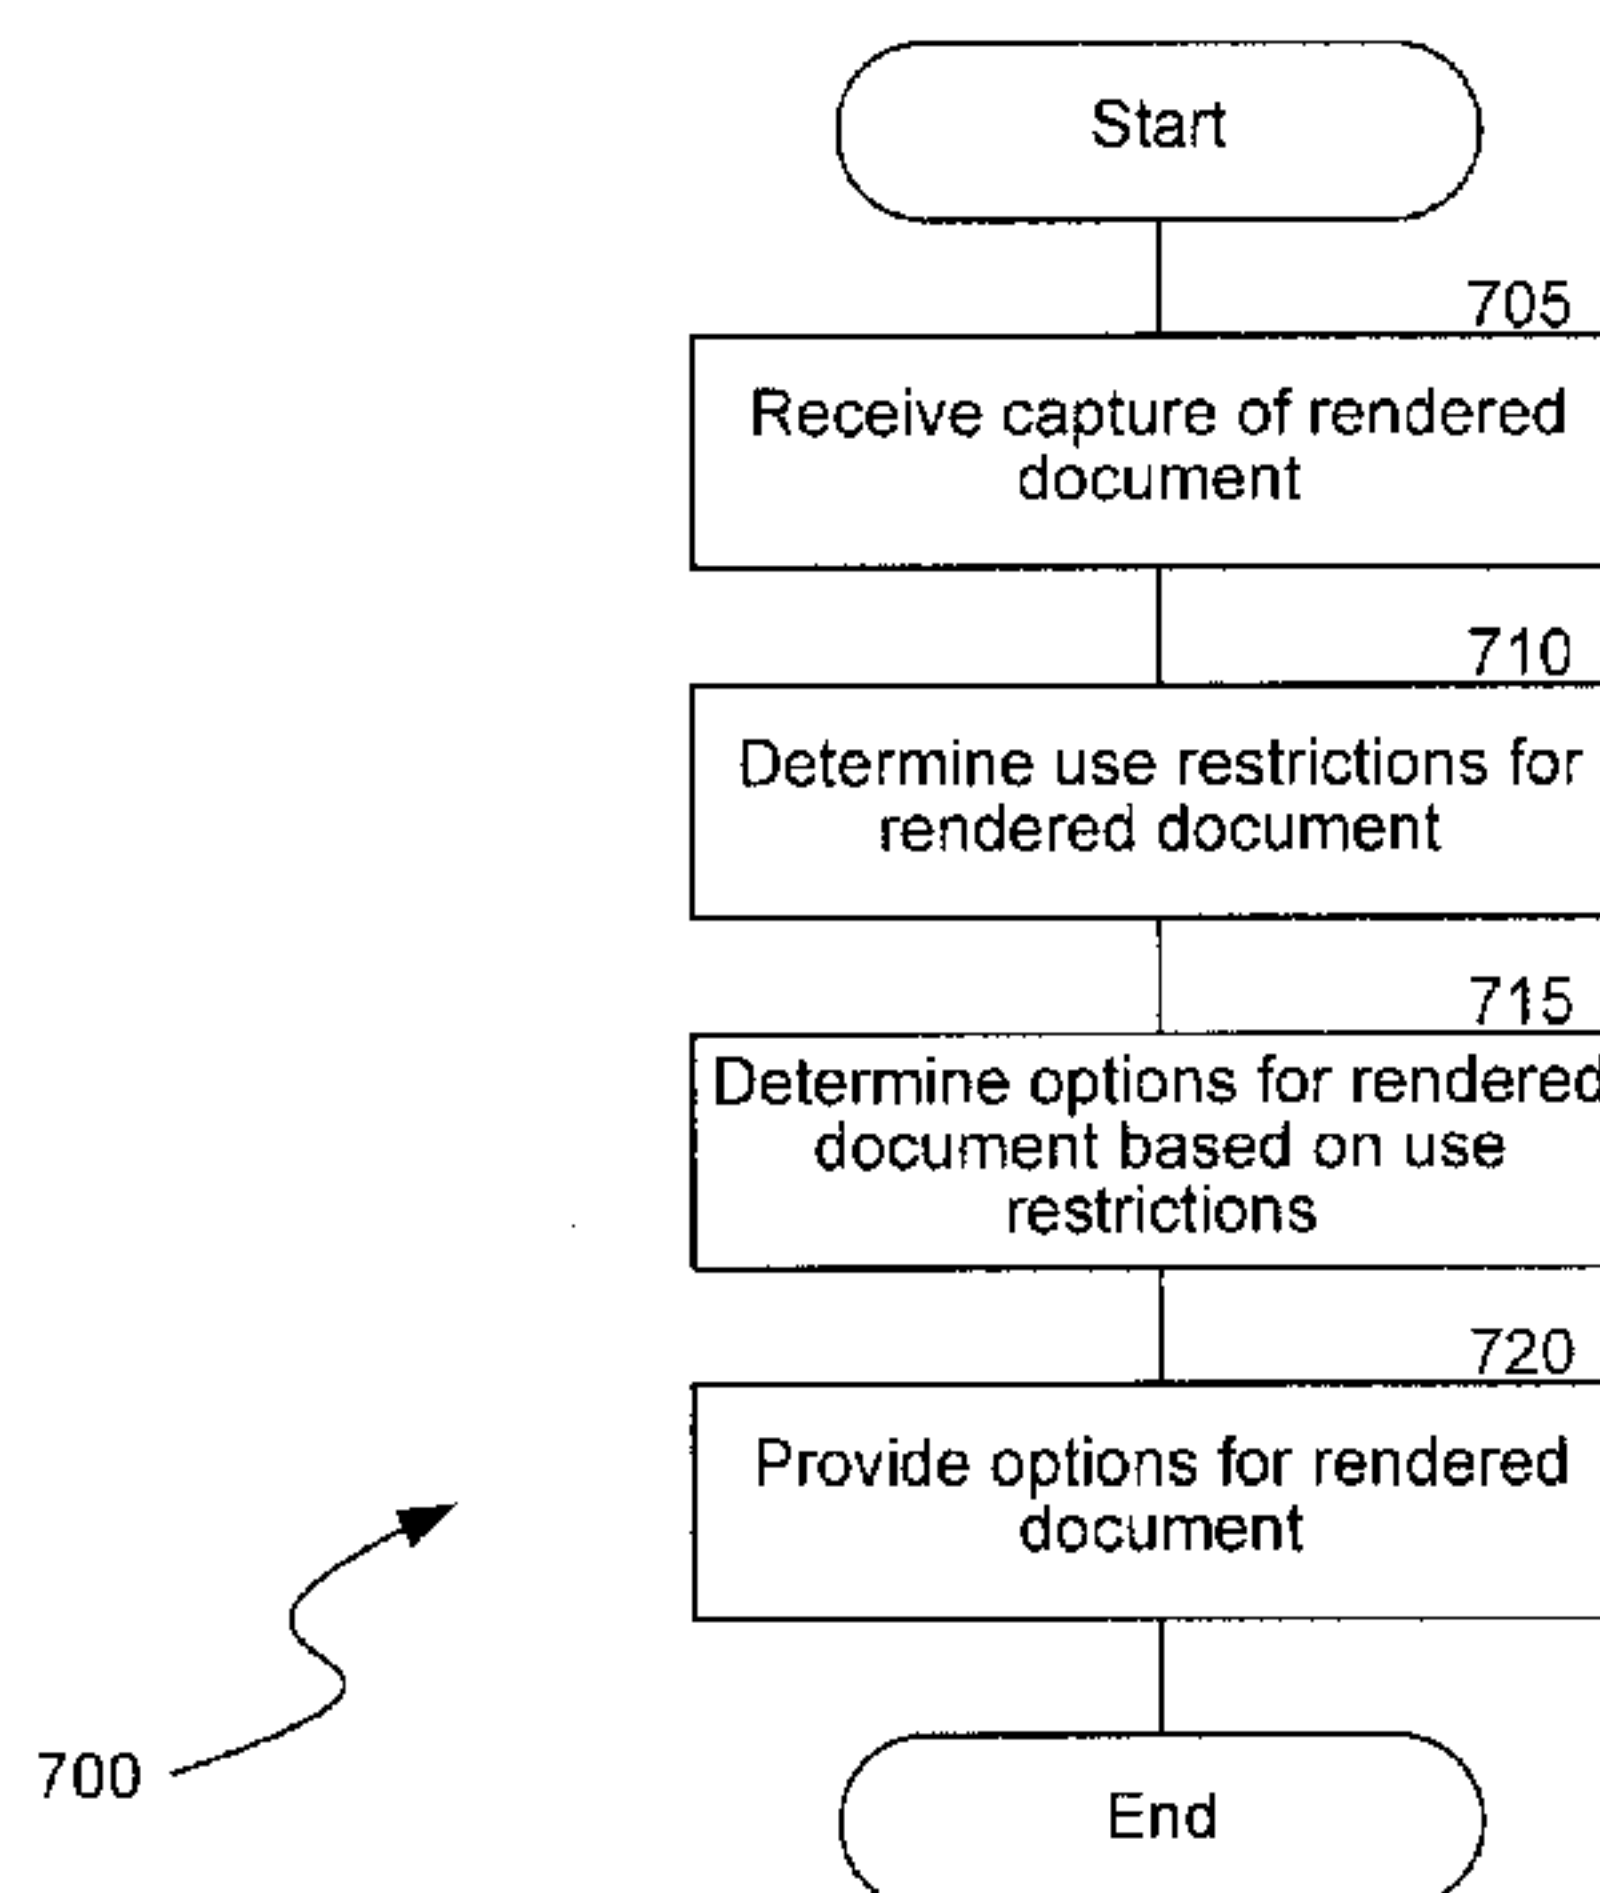 Start
705
Receive capture of rendered
document
710
Determine use restrictions for
rendered document
715
Determine options for rendered
document based on use
restrictions
720
Provide options for rendered
document
700
End